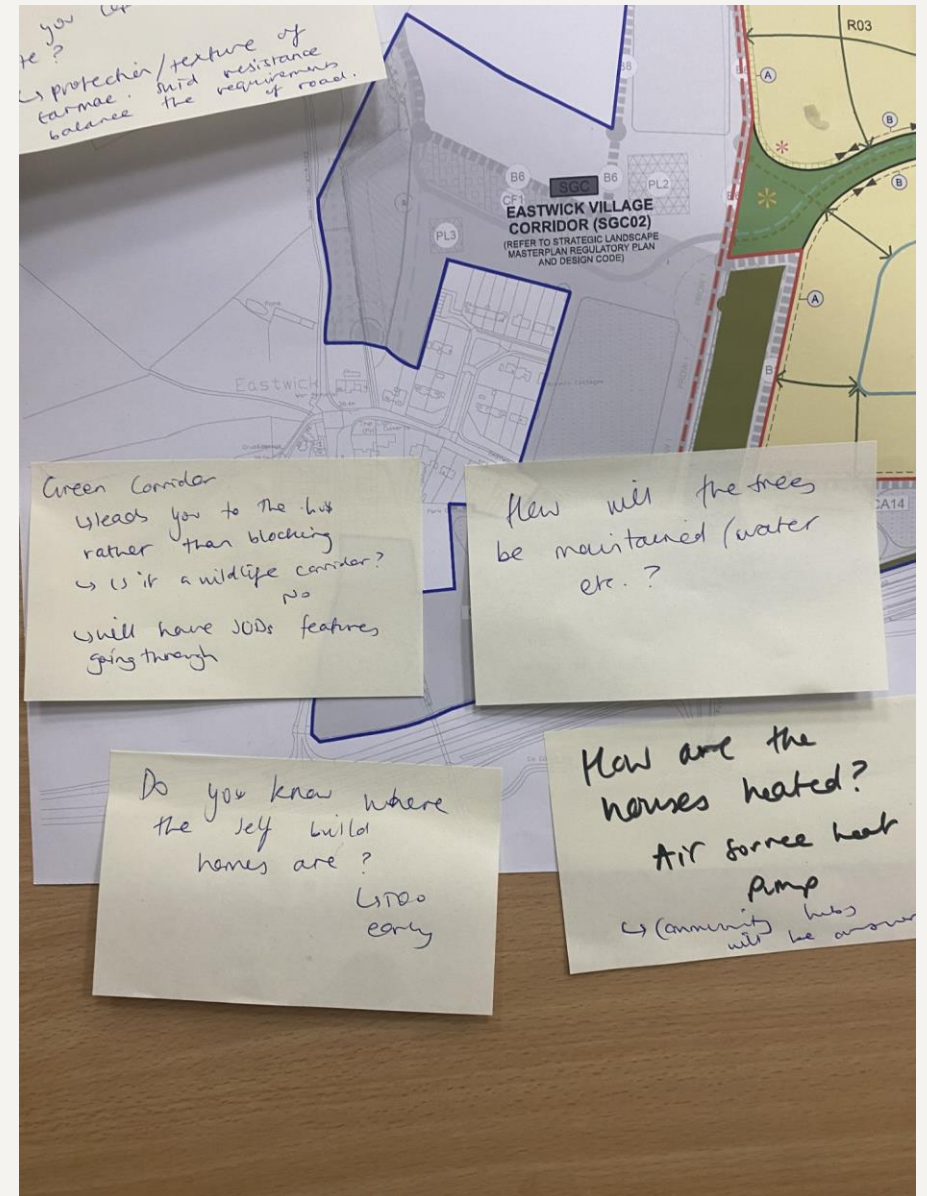 you
te?
↳ protection/texture of
tarmac. skid resistance
balance the requirements
of road.
R03
A
B
B8
B6
SGC
B6
CF1
PL2
EASTWICK VILLAGE
CORRIDOR (SGC02)
(REFER TO STRATEGIC LANDSCAPE
MASTERPLAN REGULATORY PLAN
AND DESIGN CODE)
PL3
B
A
Eastwick
B
CA14
Green Corridor
↳ leads you to the hub
rather than blocking
↳ is it a wildlife corridor?
No
↳ will have SUDs features
going through
How will the trees
be maintained/water
etc.?
Do you know where
the self build
homes are?
↳ too
early
How are the
houses heated?
Air source heat
pump
↳ Community hubs
will be